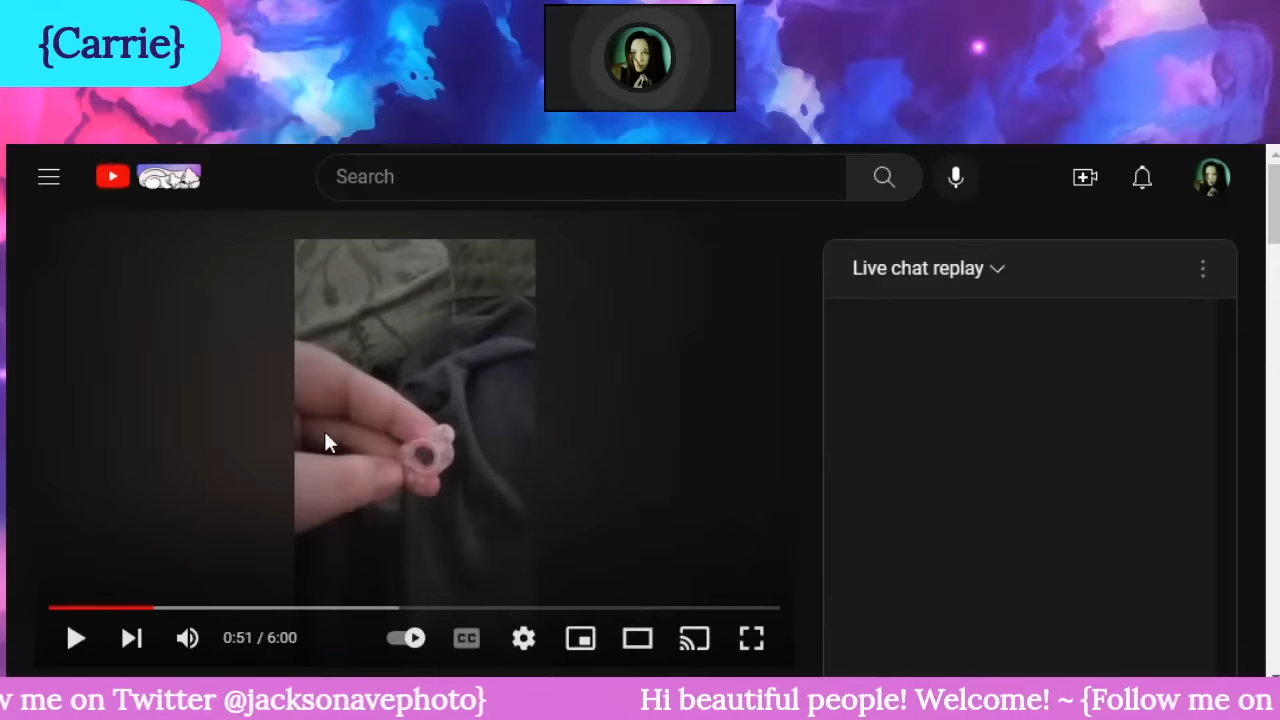 {Carrie}
Search
Live chat replay
0:51 / 6:00
CC
w me on Twitter @jacksonavephoto} Hi beautiful people! Welcome! ~ {Follow me on